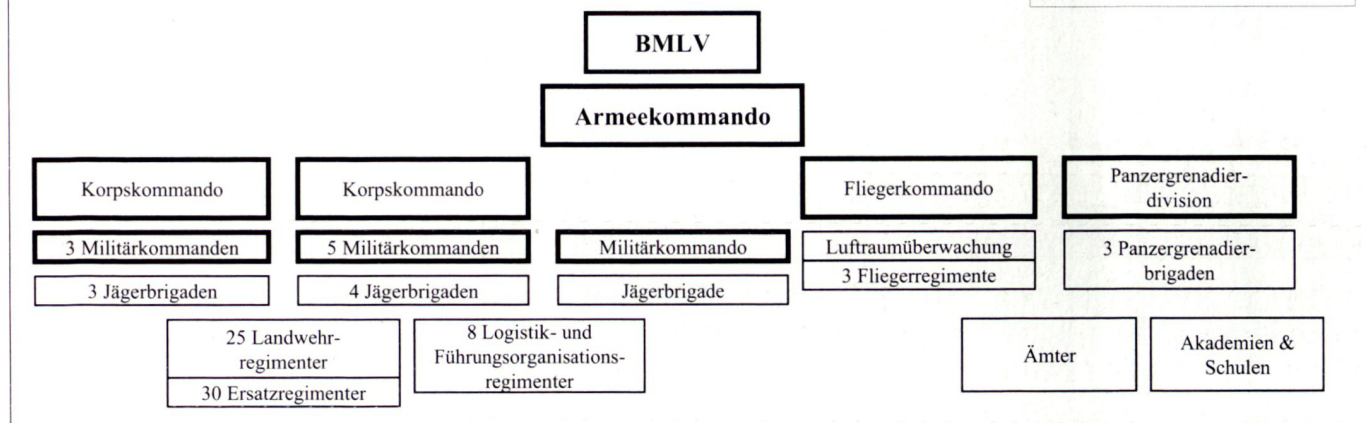 BMLV
Armeekommando
Korpskommando
Korpskommando
Fliegerkommando
Panzergrenadier-
division
3 Militärkommanden
5 Militärkommanden
Militärkommando
Luftraumüberwachung
3 Fliegerregimente
3 Panzergrenadier-
brigaden
3 Jägerbrigaden
4 Jägerbrigaden
Jägerbrigade
25 Landwehr-
regimenter
30 Ersatzregimenter
8 Logistik- und
Führungsorganisations-
regimenter
Ämter
Akademien &
Schulen